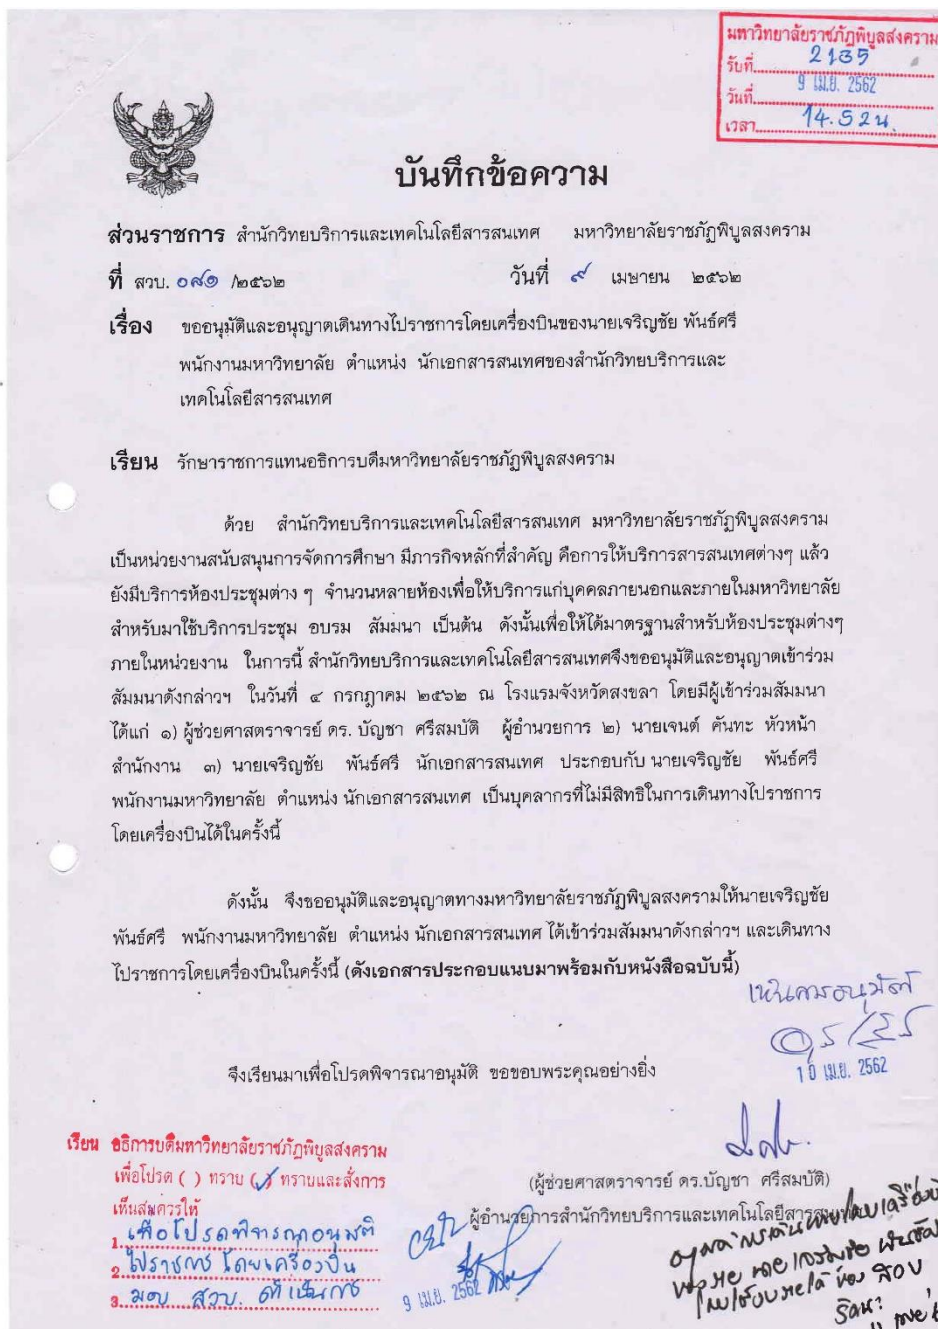 มหาวิทยาลัยราชภัฏพิบูลสงคราม
รับที่ 2135
วันที่ 9 เม.ย. 2562
เวลา 14.52 น.
บันทึกข้อความ
ส่วนราชการ สำนักวิทยบริการและเทคโนโลยีสารสนเทศ มหาวิทยาลัยราชภัฏพิบูลสงคราม
ที่ สวบ. ๐๘๑ /๒๕๖๒ วันที่ ๙ เมษายน ๒๕๖๒
เรื่อง ขออนุมัติและอนุญาตเดินทางไปราชการโดยเครื่องบินของนายเจริญชัย พันธ์ศรี
พนักงานมหาวิทยาลัย ตำแหน่ง นักเอกสารสนเทศของสำนักวิทยบริการและ
เทคโนโลยีสารสนเทศ
เรียน รักษาราชการแทนอธิการบดีมหาวิทยาลัยราชภัฏพิบูลสงคราม
ด้วย สำนักวิทยบริการและเทคโนโลยีสารสนเทศ มหาวิทยาลัยราชภัฏพิบูลสงคราม
เป็นหน่วยงานสนับสนุนการจัดการศึกษา มีภารกิจหลักที่สำคัญ คือการให้บริการสารสนเทศต่างๆ แล้ว
ยังมีบริการห้องประชุมต่าง ๆ จำนวนหลายห้องเพื่อให้บริการแก่บุคคลภายนอกและภายในมหาวิทยาลัย
สำหรับมาใช้บริการประชุม อบรม สัมมนา เป็นต้น ดังนั้นเพื่อให้ได้มาตรฐานสำหรับห้องประชุมต่างๆ
ภายในหน่วยงาน ในการนี้ สำนักวิทยบริการและเทคโนโลยีสารสนเทศจึงขออนุมัติและอนุญาตเข้าร่วม
สัมมนาดังกล่าวฯ ในวันที่ ๔ กรกฎาคม ๒๕๖๒ ณ โรงแรมจังหวัดสงขลา โดยมีผู้เข้าร่วมสัมมนา
ได้แก่ ๑) ผู้ช่วยศาสตราจารย์ ดร. บัญชา ศรีสมบัติ ผู้อำนวยการ ๒) นายเจนต์ คันทะ หัวหน้า
สำนักงาน ๓) นายเจริญชัย พันธ์ศรี นักเอกสารสนเทศ ประกอบกับ นายเจริญชัย พันธ์ศรี
พนักงานมหาวิทยาลัย ตำแหน่ง นักเอกสารสนเทศ เป็นบุคลากรที่ไม่มีสิทธิในการเดินทางไปราชการ
โดยเครื่องบินได้ในครั้งนี้
ดังนั้น จึงขออนุมัติและอนุญาตทางมหาวิทยาลัยราชภัฏพิบูลสงครามให้นายเจริญชัย
พันธ์ศรี พนักงานมหาวิทยาลัย ตำแหน่ง นักเอกสารสนเทศ ได้เข้าร่วมสัมมนาดังกล่าวฯ และเดินทาง
ไปราชการโดยเครื่องบินในครั้งนี้ (ดังเอกสารประกอบแนบมาพร้อมกับหนังสือฉบับนี้)
เห็นควรอนุมัติ
10 เม.ย. 2562
จึงเรียนมาเพื่อโปรดพิจารณาอนุมัติ ขอขอบพระคุณอย่างยิ่ง
(ผู้ช่วยศาสตราจารย์ ดร.บัญชา ศรีสมบัติ)
ผู้อำนวยการสำนักวิทยบริการและเทคโนโลยีสารสนเทศ
เรียน อธิการบดีมหาวิทยาลัยราชภัฏพิบูลสงคราม
เพื่อโปรด ( ) ทราบ (✓) ทราบและสั่งการ
เห็นสมควรให้
1. เพื่อโปรดพิจารณาอนุมัติ
2. ไปราชการ โดยเครื่องบิน
3. มอบ สวบ. ดำเนินการ
9 เม.ย. 2562